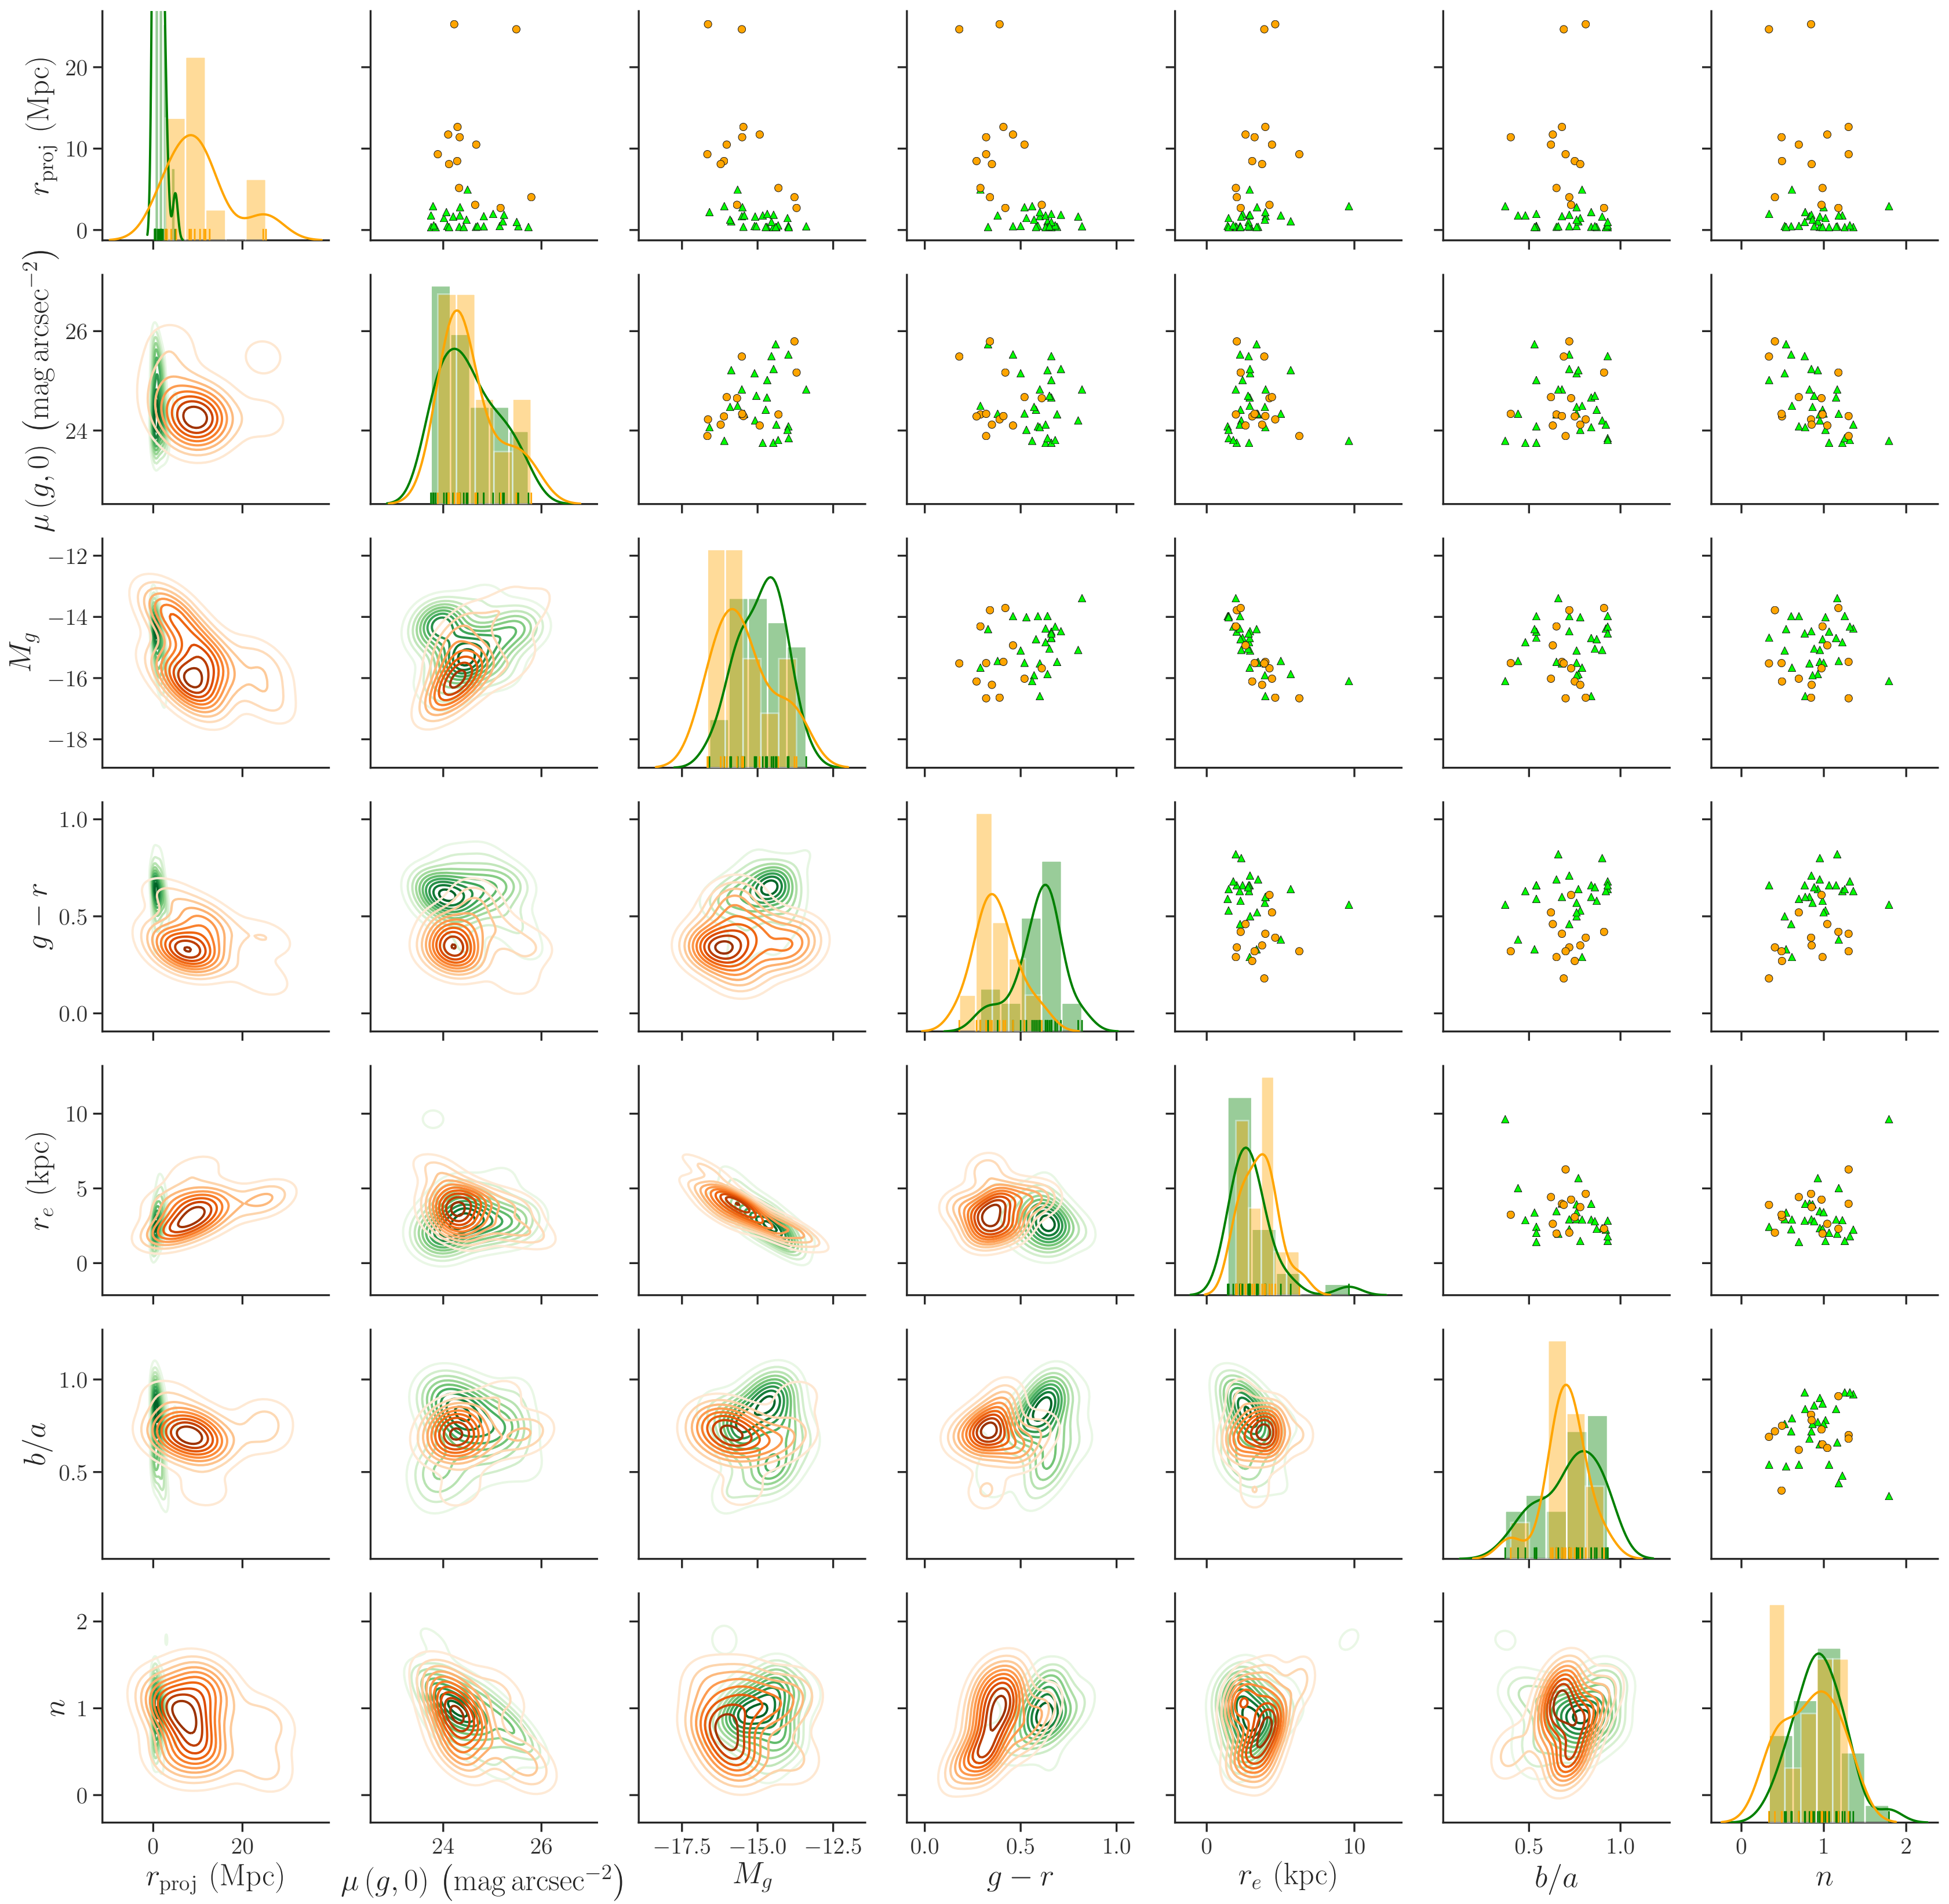 r_proj (Mpc)
20
10
0
μ (g, 0) (mag arcsec⁻²)
26
24
M_g
−12
−14
−16
−18
g − r
1.0
0.5
0.0
r_e (kpc)
10
5
0
b/a
1.0
0.5
n
2
1
0
0 20 24 26 −17.5 −15.0 −12.5 0.0 0.5 1.0 0 10 0.5 1.0 0 1 2
r_proj (Mpc) μ (g, 0) (mag arcsec⁻²) M_g g − r r_e (kpc) b/a n